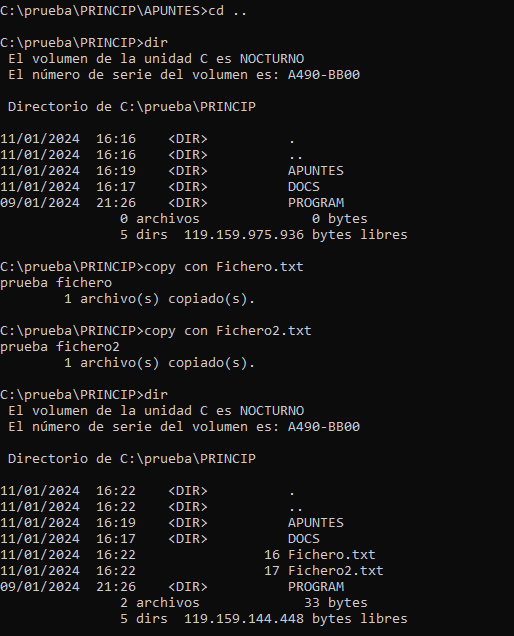 C:\prueba\PRINCIP\APUNTES>cd ..
C:\prueba\PRINCIP>dir
 El volumen de la unidad C es NOCTURNO
 El número de serie del volumen es: A490-BB00
 Directorio de C:\prueba\PRINCIP
11/01/2024  16:16    <DIR>          .
11/01/2024  16:16    <DIR>          ..
11/01/2024  16:19    <DIR>          APUNTES
11/01/2024  16:17    <DIR>          DOCS
09/01/2024  21:26    <DIR>          PROGRAM
               0 archivos              0 bytes
               5 dirs  119.159.975.936 bytes libres
C:\prueba\PRINCIP>copy con Fichero.txt
prueba fichero
        1 archivo(s) copiado(s).
C:\prueba\PRINCIP>copy con Fichero2.txt
prueba fichero2
        1 archivo(s) copiado(s).
C:\prueba\PRINCIP>dir
 El volumen de la unidad C es NOCTURNO
 El número de serie del volumen es: A490-BB00
 Directorio de C:\prueba\PRINCIP
11/01/2024  16:22    <DIR>          .
11/01/2024  16:22    <DIR>          ..
11/01/2024  16:19    <DIR>          APUNTES
11/01/2024  16:17    <DIR>          DOCS
11/01/2024  16:22                16 Fichero.txt
11/01/2024  16:22                17 Fichero2.txt
09/01/2024  21:26    <DIR>          PROGRAM
               2 archivos             33 bytes
               5 dirs  119.159.144.448 bytes libres